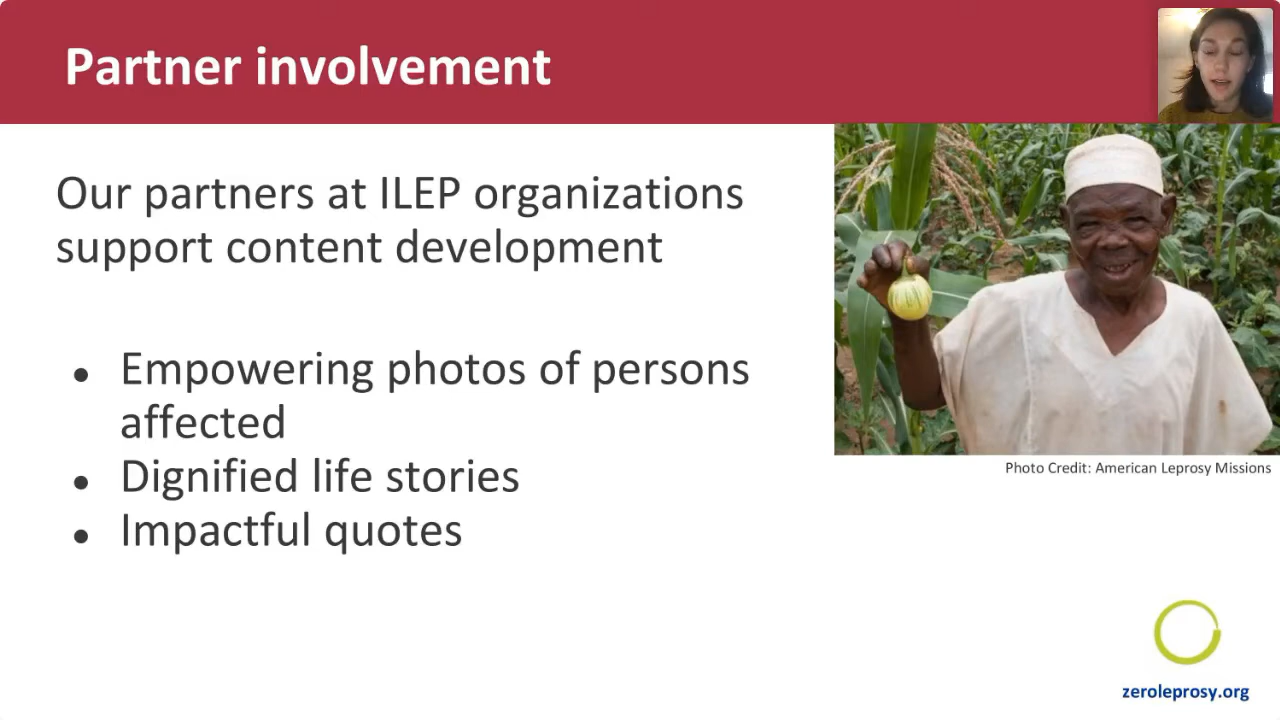 Partner involvement
Our partners at ILEP organizations
support content development
● Empowering photos of persons
affected
● Dignified life stories
● Impactful quotes
Photo Credit: American Leprosy Missions
zeroleprosy.org